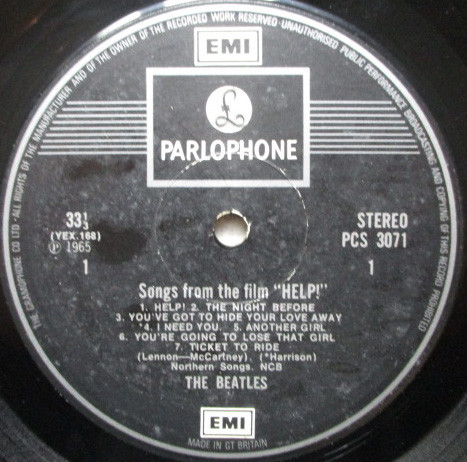 THE GRAMOPHONE CO LTD · ALL RIGHTS OF THE MANUFACTURER AND OF THE OWNER OF THE RECORDED WORK RESERVED · UNAUTHORISED PUBLIC PERFORMANCE BROADCASTING AND COPYING OF THIS RECORD PROHIBITED
EMI
£
PARLOPHONE
33⅓
(YEX.168)
Ⓟ 1965
1
STEREO
PCS 3071
1
Songs from the film "HELP!"
1. HELP! 2. THE NIGHT BEFORE
3. YOU'VE GOT TO HIDE YOUR LOVE AWAY
*4. I NEED YOU. 5. ANOTHER GIRL
6. YOU'RE GOING TO LOSE THAT GIRL
7. TICKET TO RIDE
(Lennon—McCartney) (*Harrison)
Northern Songs. NCB
THE BEATLES
EMI
MADE IN GT BRITAIN